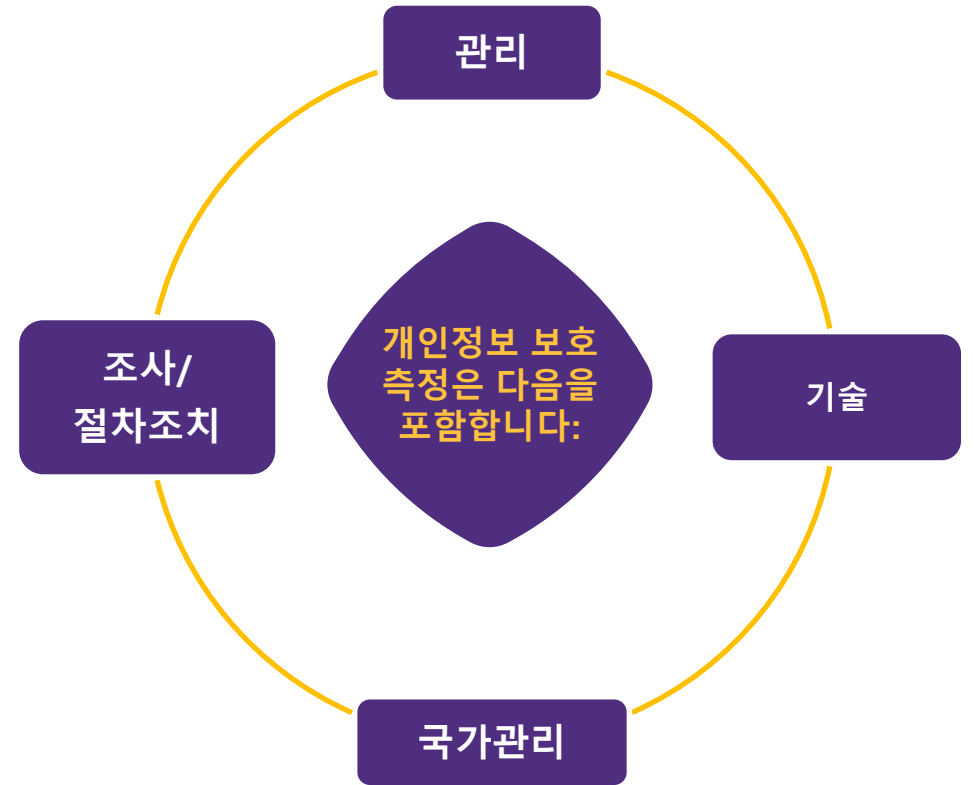 관리
개인정보 보호
측정은 다음을
포함합니다:
조사/
절차조치
기술
국가관리